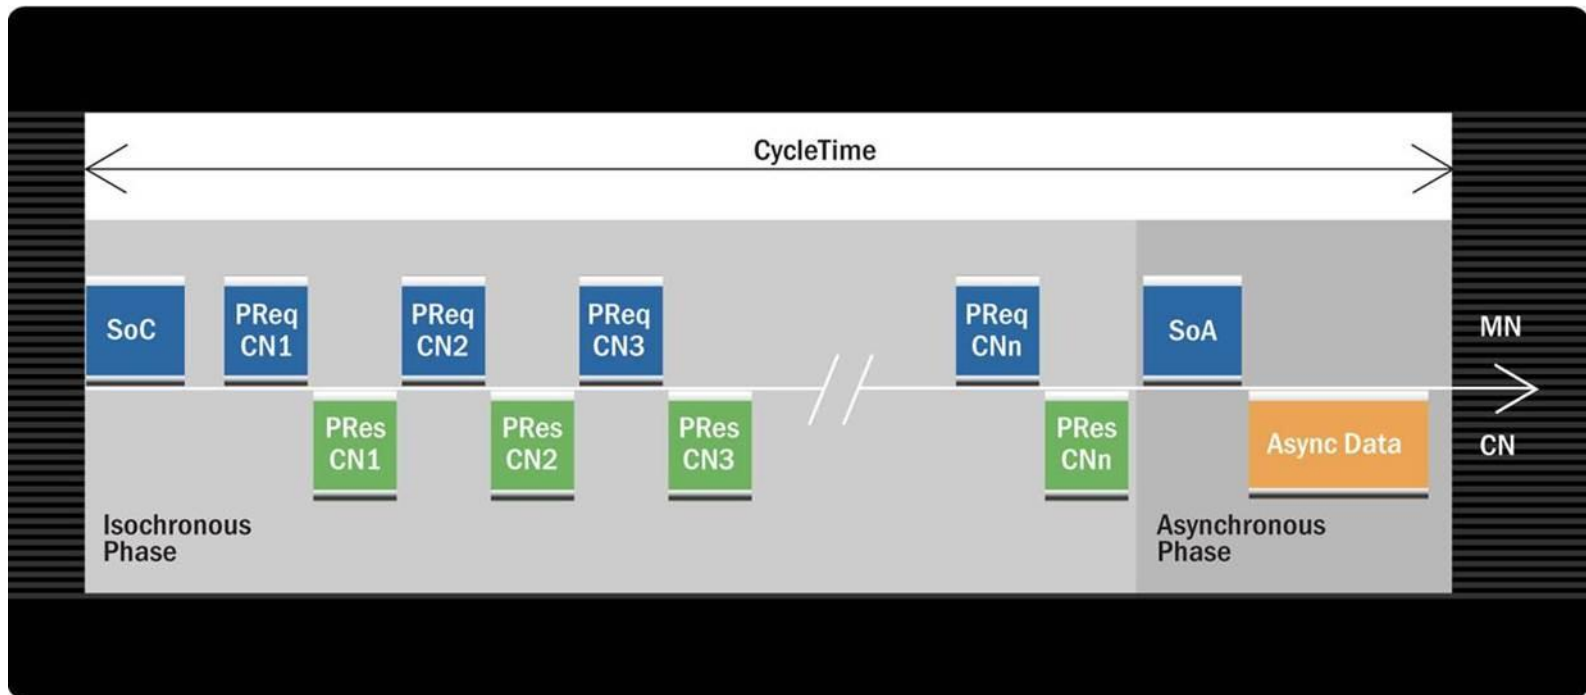 CycleTime
SoC
PReq
CN1
PReq
CN2
PReq
CN3
PReq
CNn
SoA
MN
PRes
CN1
PRes
CN2
PRes
CN3
PRes
CNn
Async Data
CN
Isochronous
Phase
Asynchronous
Phase